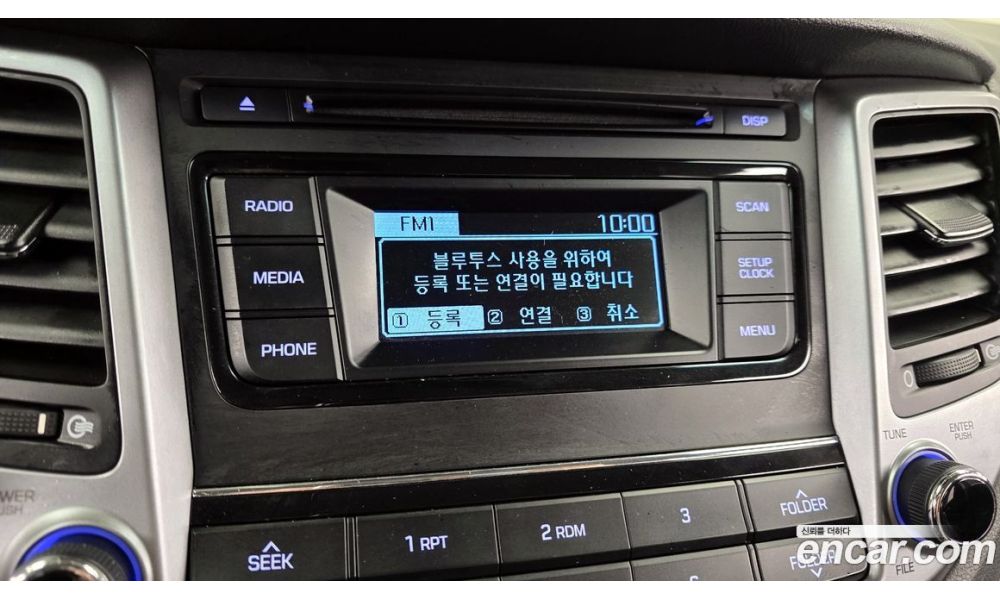 DISP
RADIO
MEDIA
PHONE
FM1 10:00
블루투스 사용을 위하여
등록 또는 연결이 필요합니다
1 등록 2 연결 3 취소
SCAN
SETUP
CLOCK
MENU
0
TUNE
ENTER
PUSH
SEEK
1 RPT
2 RDM
3
FOLDER
FOLDER
FILE
신뢰를 더하다
encar.com